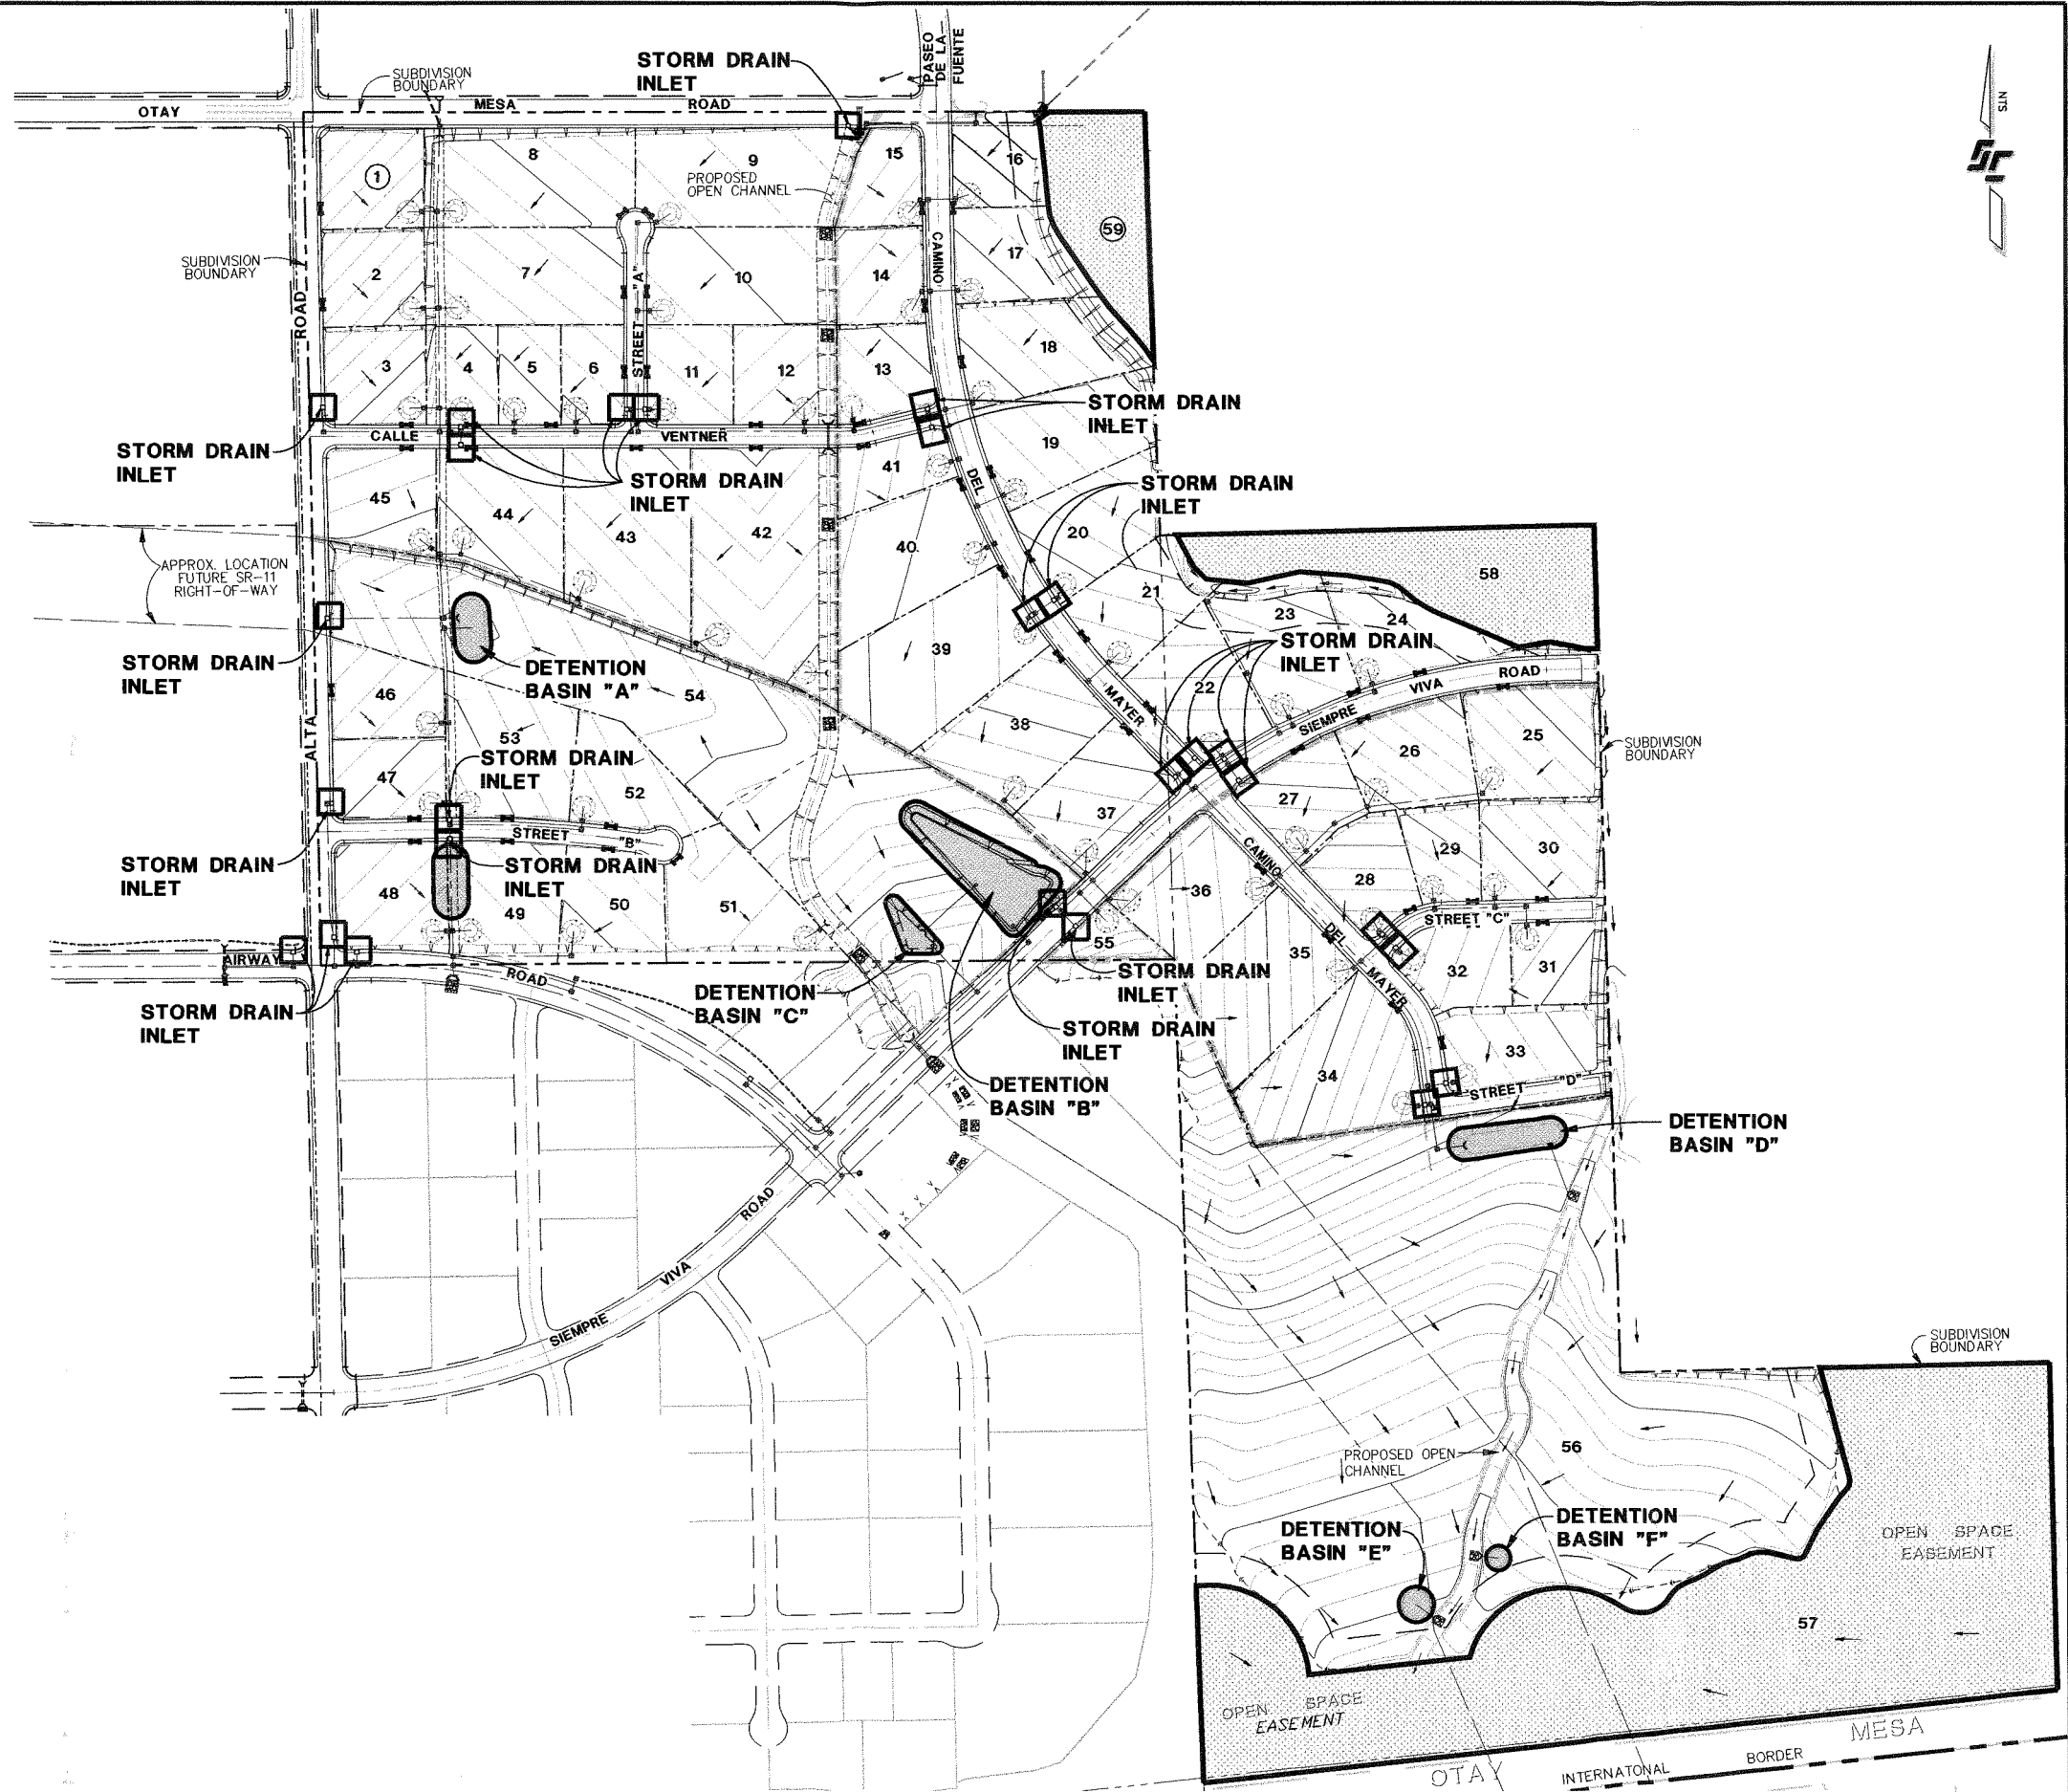 STORM DRAIN
INLET
PASEO
DE LA
FUENTE
SUBDIVISION
BOUNDARY
OTAY MESA ROAD
NTS
1
8
9
15
16
PROPOSED
OPEN CHANNEL
59
SUBDIVISION
BOUNDARY
ROAD
2
7
STREET "A"
10
14
CAMINO
17
3
4
5
6
11
12
13
18
STORM DRAIN
INLET
CALLE VENTNER
STORM DRAIN
INLET
STORM DRAIN
INLET
19
41
DEL
STORM DRAIN
INLET
45
44
43
42
40
20
APPROX. LOCATION
FUTURE SR-11
RIGHT-OF-WAY
58
21
23
24
STORM DRAIN
INLET
39
STORM DRAIN
INLET
DETENTION
BASIN "A"
46
54
22
MAYER
SIEMPRE VIVA ROAD
38
53
ALTA
25
26
SUBDIVISION
BOUNDARY
STORM DRAIN
INLET
47
52
37
27
STREET "B"
STORM DRAIN
INLET
STORM DRAIN
INLET
CAMINO
29
30
28
36
48
49
50
51
STREET "C"
55
DEL
35
MAYER
32
31
AIRWAY ROAD
STORM DRAIN
INLET
DETENTION
BASIN "C"
STORM DRAIN
INLET
STORM DRAIN
INLET
33
34
DETENTION
BASIN "B"
STREET "D"
DETENTION
BASIN "D"
SIEMPRE VIVA ROAD
SUBDIVISION
BOUNDARY
PROPOSED OPEN
CHANNEL
56
DETENTION
BASIN "E"
DETENTION
BASIN "F"
OPEN SPACE
EASEMENT
57
OPEN SPACE
EASEMENT
OTAY MESA
INTERNATONAL BORDER